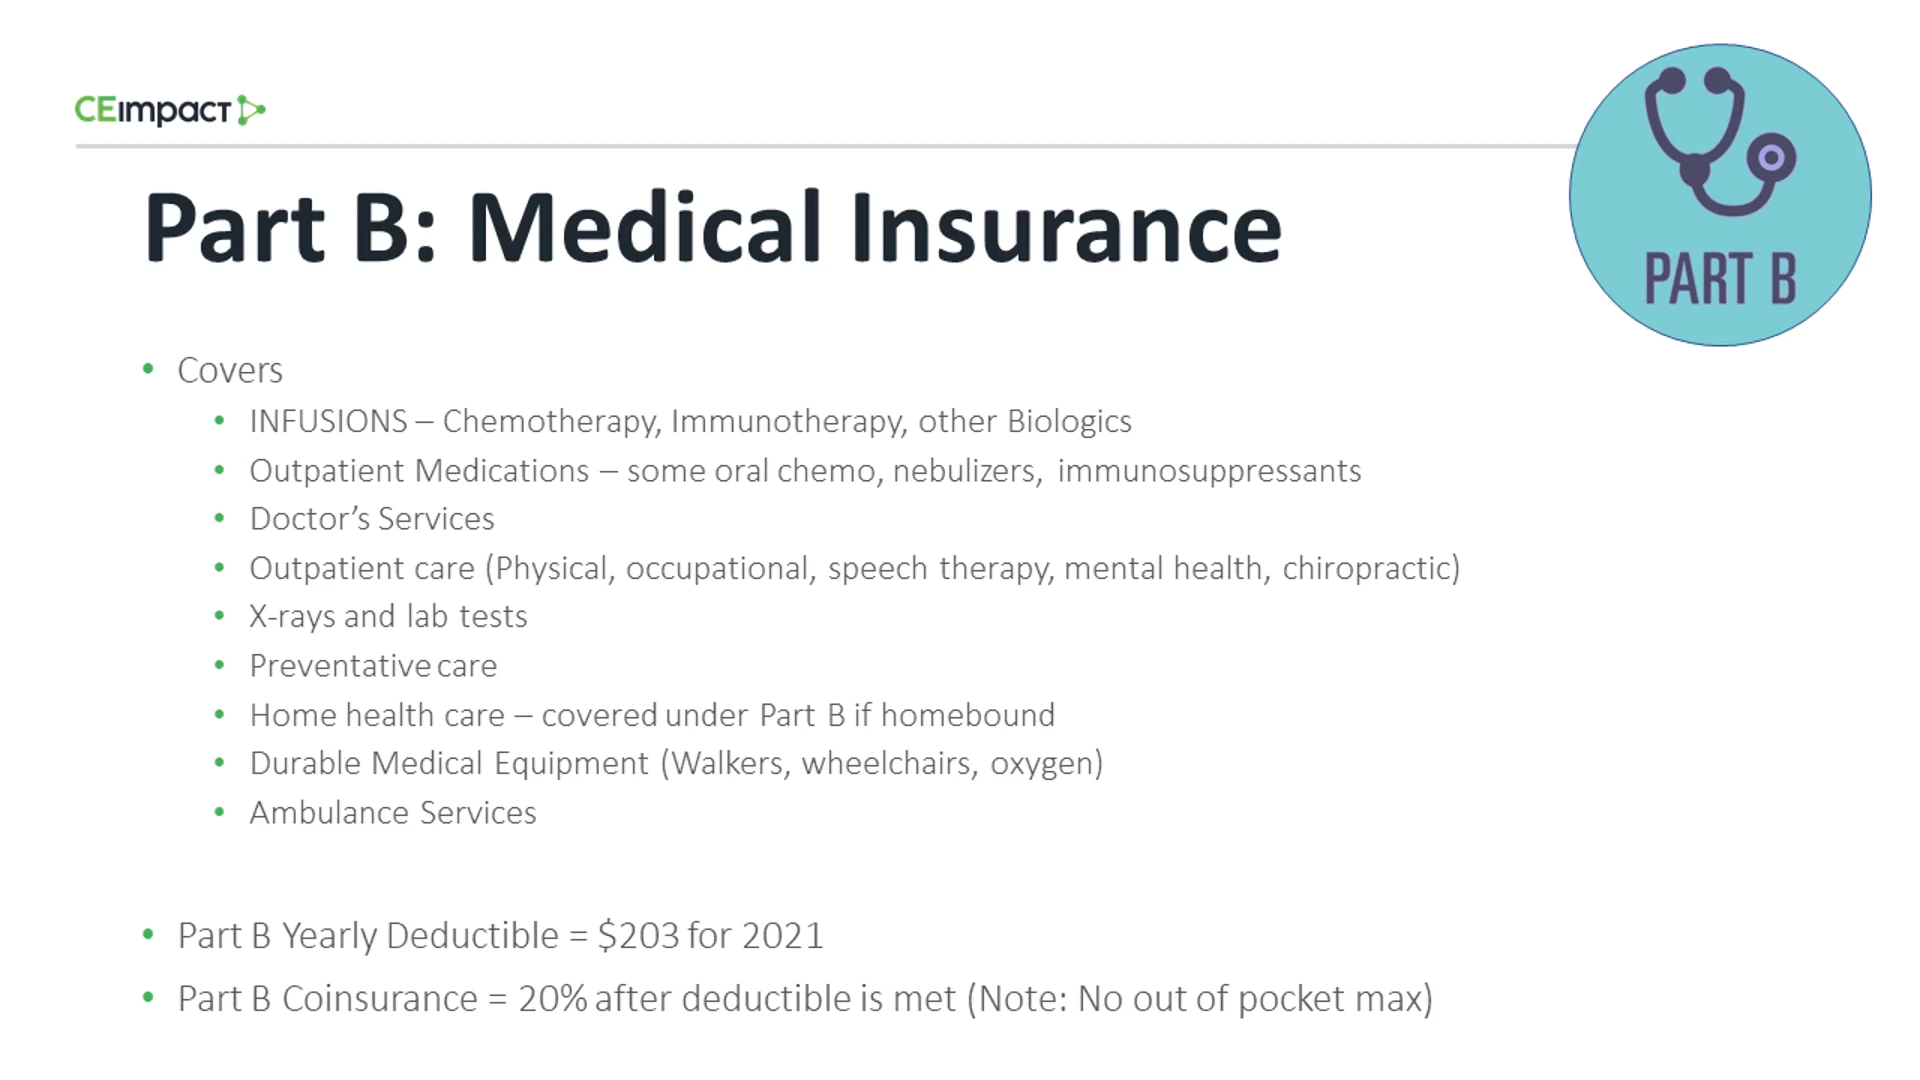 CEimpact
PART B
Part B: Medical Insurance
• Covers
• INFUSIONS – Chemotherapy, Immunotherapy, other Biologics
• Outpatient Medications – some oral chemo, nebulizers, immunosuppressants
• Doctor’s Services
• Outpatient care (Physical, occupational, speech therapy, mental health, chiropractic)
• X-rays and lab tests
• Preventative care
• Home health care – covered under Part B if homebound
• Durable Medical Equipment (Walkers, wheelchairs, oxygen)
• Ambulance Services
• Part B Yearly Deductible = $203 for 2021
• Part B Coinsurance = 20% after deductible is met (Note: No out of pocket max)